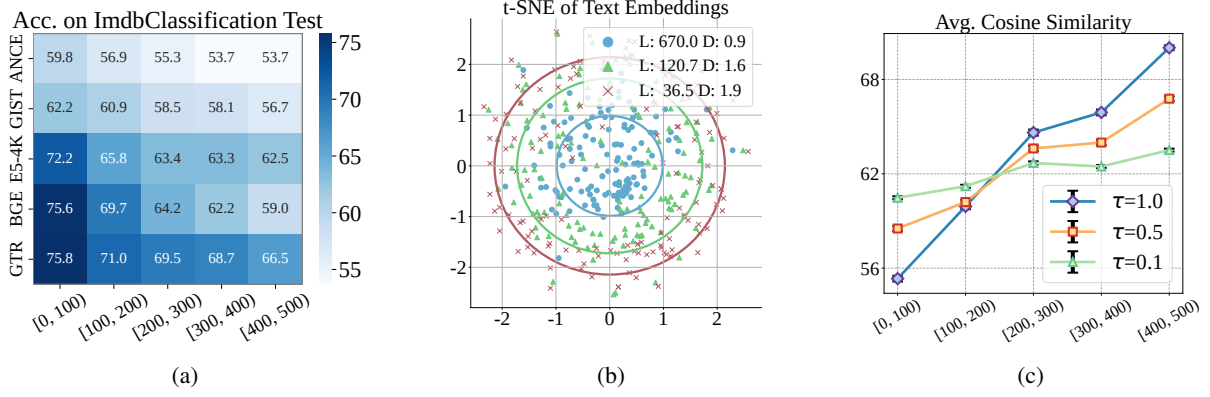 Acc. on ImdbClassification Test
ANCE 59.8 56.9 55.3 53.7 53.7
GIST 62.2 60.9 58.5 58.1 56.7
E5-4K 72.2 65.8 63.4 63.3 62.5
BGE 75.6 69.7 64.2 62.2 59.0
GTR 75.8 71.0 69.5 68.7 66.5
[0, 100) [100, 200) [200, 300) [300, 400) [400, 500)
75
70
65
60
55
(a)
t-SNE of Text Embeddings
L: 670.0 D: 0.9
L: 120.7 D: 1.6
L: 36.5 D: 1.9
2
1
0
-1
-2
-2 -1 0 1 2
(b)
Avg. Cosine Similarity
68
62
56
τ=1.0
τ=0.5
τ=0.1
[0, 100) [100, 200) [200, 300) [300, 400) [400, 500)
(c)